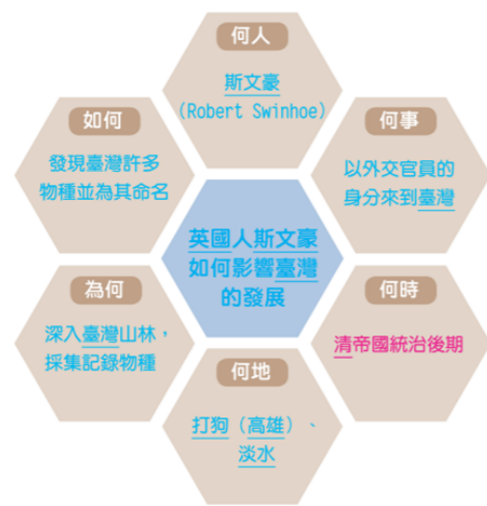 何人
斯文豪
(Robert Swinhoe)
何事
以外交官員的
身分來到臺灣
何時
清帝國統治後期
何地
打狗（高雄）、
淡水
為何
深入臺灣山林，
採集記錄物種
如何
發現臺灣許多
物種並為其命名
英國人斯文豪
如何影響臺灣
的發展